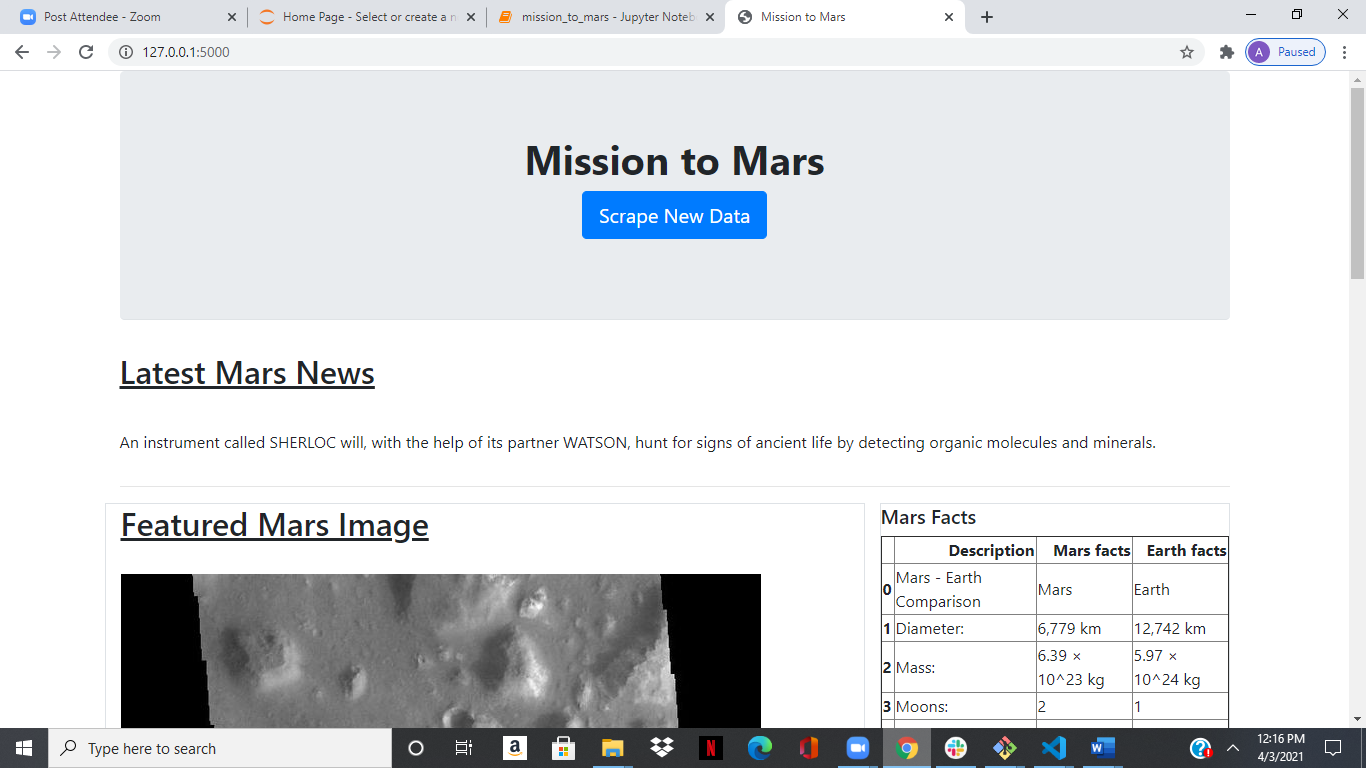 Post Attendee - Zoom
Home Page - Select or create a n
mission_to_mars - Jupyter Noteb
Mission to Mars
127.0.0.1:5000
A Paused
Mission to Mars
Scrape New Data
Latest Mars News
An instrument called SHERLOC will, with the help of its partner WATSON, hunt for signs of ancient life by detecting organic molecules and minerals.
Featured Mars Image
Mars Facts
Description Mars facts Earth facts
0 Mars - Earth Comparison Mars Earth
1 Diameter: 6,779 km 12,742 km
2 Mass: 6.39 × 10^23 kg 5.97 × 10^24 kg
3 Moons: 2 1
Type here to search
12:16 PM
4/3/2021